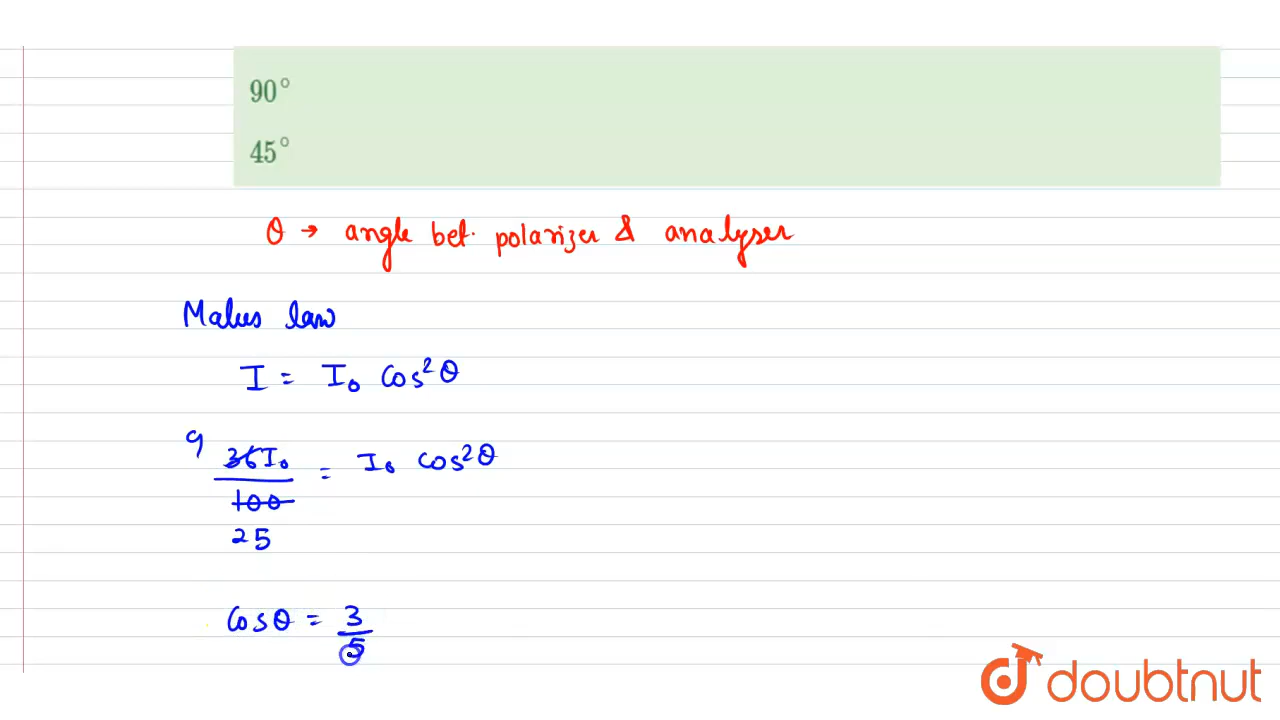 90°
45°
θ → angle bet. polarizer & analyser
Malus law
I = I₀ Cos²θ
9
36I₀ / 100 = I₀ cos²θ
25
Cosθ = 3/5
doubtnut